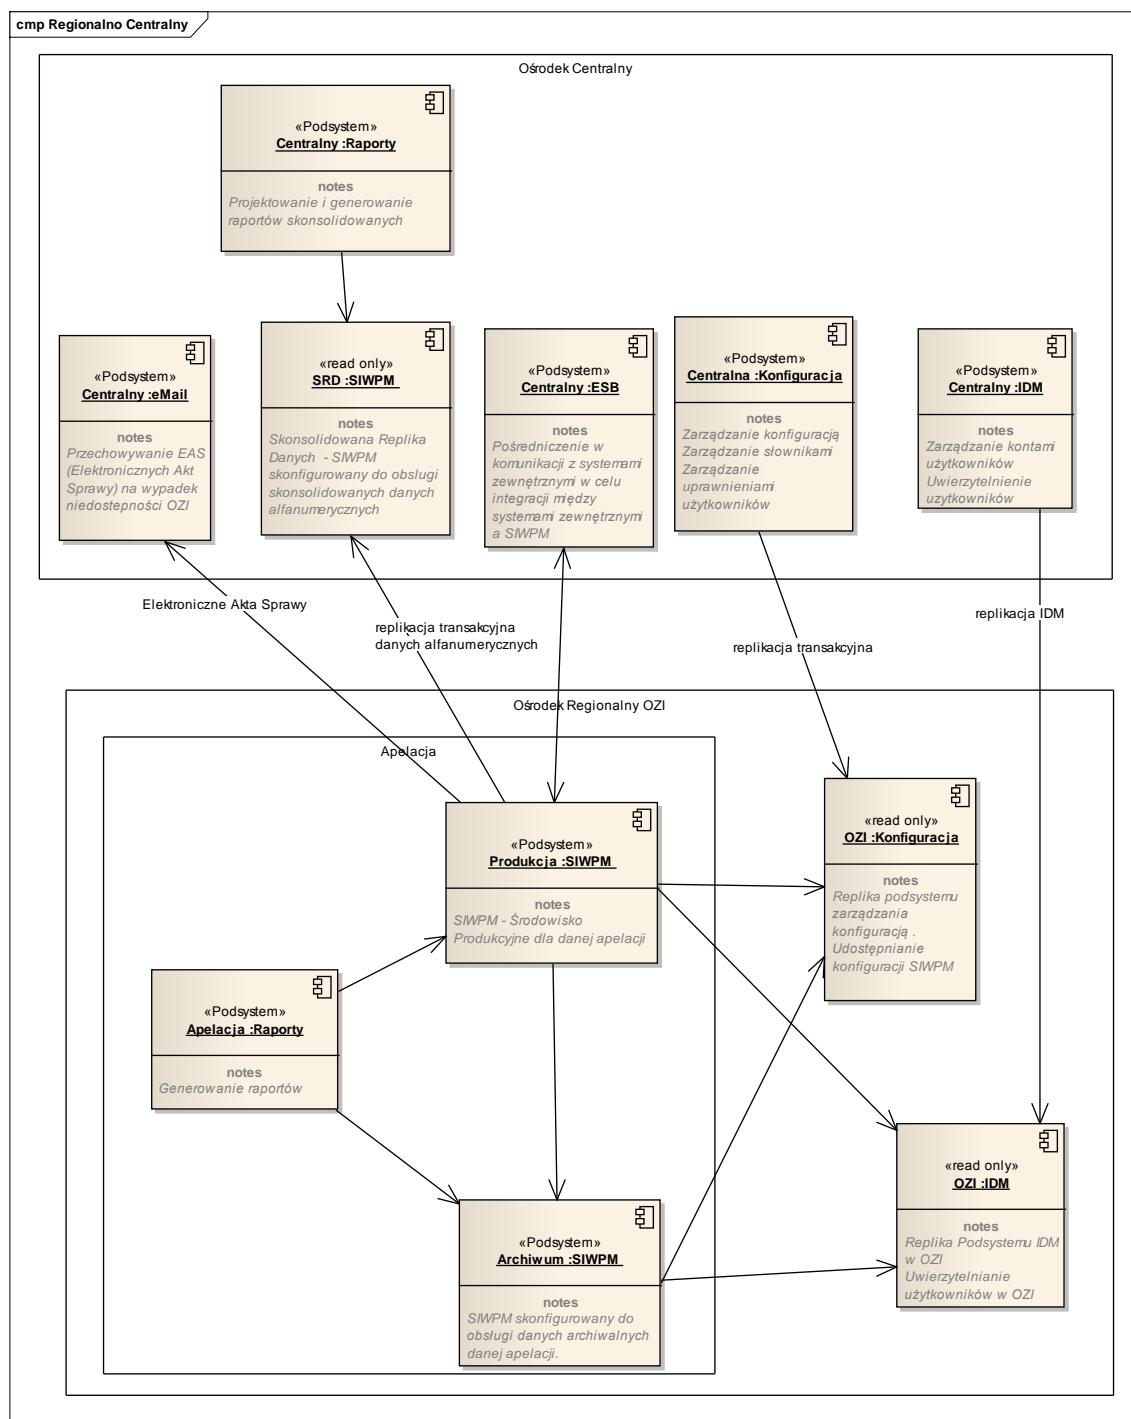 cmp Regionalno Centralny
Ośrodek Centralny
«Podsystem»
Centralny :Raporty
notes
Projektowanie i generowanie
raportów skonsolidowanych
«Podsystem»
Centralny :eMail
notes
Przechowywanie EAS
(Elektronicznych Akt
Sprawy) na wypadek
niedostepności OZI
«read only»
SRD :SIWPM
notes
Skonsolidowana Replika
Danych - SIWPM
skonfigurowany do obslugi
skonsolidowanych danych
alfanumerycznych
«Podsystem»
Centralny :ESB
notes
Pośredniczenie w
komunikacji z systemami
zewnętrznymi w celu
integracji między
systemami zewnętrznymi
a SIWPM
«Podsystem»
Centralna :Konfiguracja
notes
Zarządzanie konfiguracją
Zarządzanie słownikami
Zarządzanie
uprawnieniami
użytkowników
«Podsystem»
Centralny :IDM
notes
Zarządzanie kontami
użytkowników
Uwierzytelnienie
uzytkowników
Elektroniczne Akta Sprawy
replikacja transakcyjna
danych alfanumerycznych
replikacja transakcyjna
replikacja IDM
Ośrodek Regionalny OZI
Apelacja
«Podsystem»
Produkcja :SIWPM
notes
SIWPM - Środowisko
Produkcyjne dla danej apelacji
«read only»
OZI :Konfiguracja
notes
Replika podsystemu
zarządzania
konfiguracją .
Udostępnianie
konfiguracji SIWPM
«Podsystem»
Apelacja :Raporty
notes
Generowanie raportów
«read only»
OZI :IDM
notes
Replika Podsystemu IDM
w OZI
Uwierzytelnianie
użytkowników w OZI
«Podsystem»
Archiwum :SIWPM
notes
SIWPM skonfigurowany do
obsługi danych archiwalnych
danej apelacji.